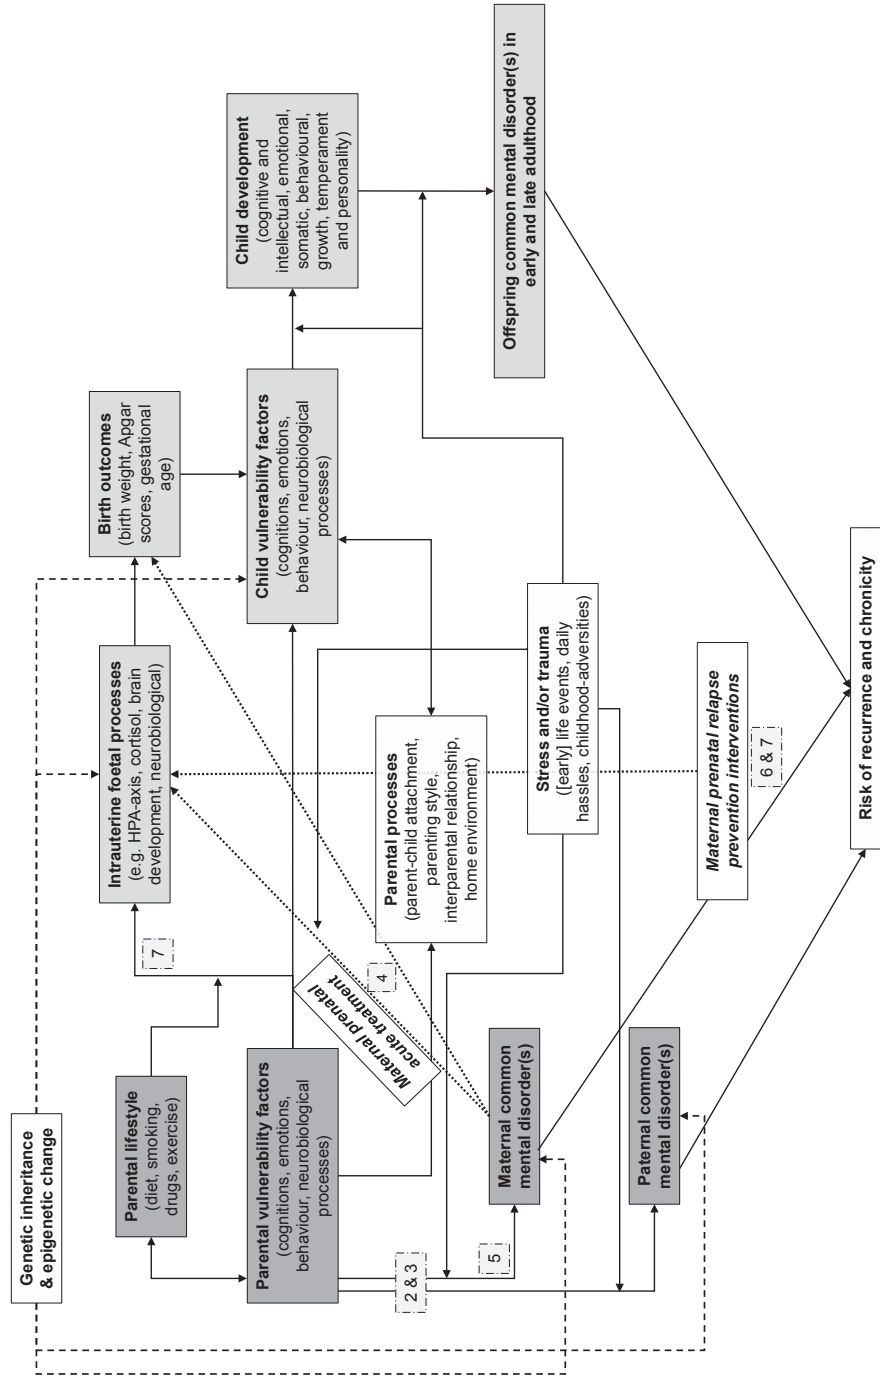 Genetic inheritance
& epigenetic change
Parental lifestyle
(diet, smoking,
drugs, exercise)
7
Intrauterine foetal processes
(e.g. HPA-axis, cortisol, brain
development, neurobiological)
Birth outcomes
(birth weight, Apgar
scores, gestational
age)
Parental vulnerability factors
(cognitions, emotions,
behaviour, neurobiological
processes)
Maternal prenatal
acute treatment
4
Child vulnerability factors
(cognitions, emotions,
behaviour, neurobiological
processes)
Child development
(cognitive and
intellectual, emotional,
somatic, behavioural,
growth, temperament
and personality)
2 & 3
Parental processes
(parent-child attachment,
parenting style,
interparental relationship,
home environment)
5
Maternal common
mental disorder(s)
Stress and/or trauma
([early] life events, daily
hassles, childhood-adversities)
Offspring common mental disorder(s) in
early and late adulthood
Paternal common
mental disorder(s)
Maternal prenatal relapse
prevention interventions
6 & 7
Risk of recurrence and chronicity